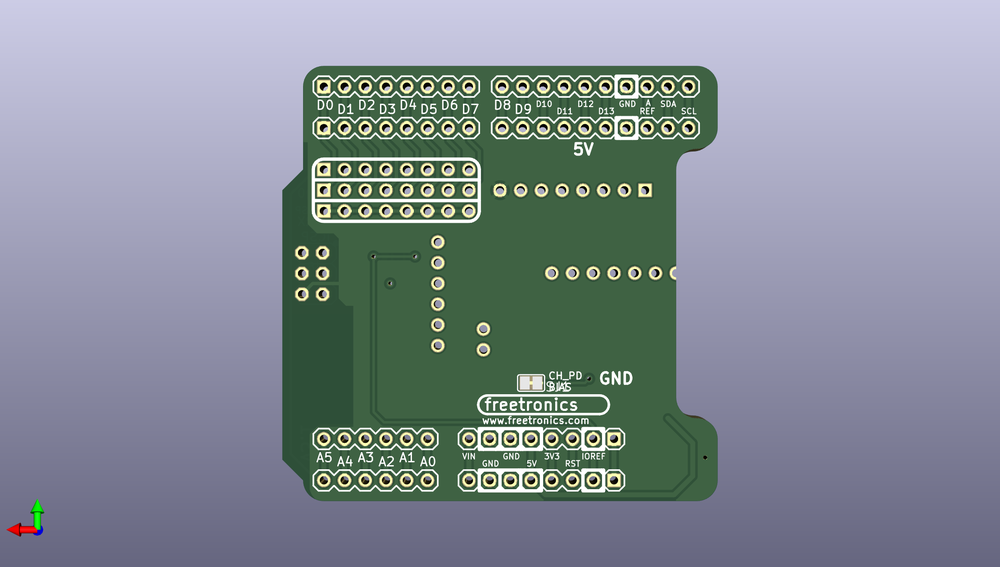 D0 D1 D2 D3 D4 D5 D6 D7 D8 D9 D10 D11 D12 D13 GND A REF SDA SCL
5V
CH_PD
BIAS
GND
freetronics
www.freetronics.com
A5 A4 A3 A2 A1 A0 VIN GND GND 5V 3V3 RST IOREF